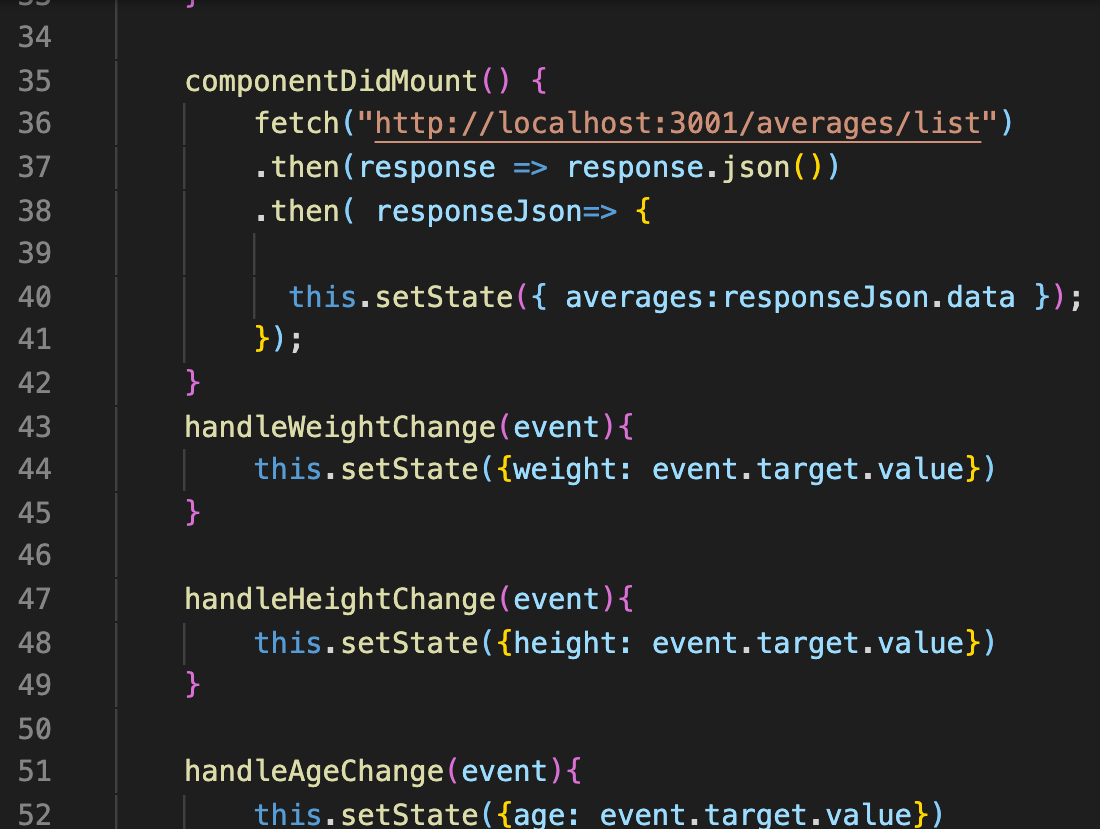 33 }
34
35 componentDidMount() {
36 fetch("http://localhost:3001/averages/list")
37 .then(response => response.json())
38 .then( responseJson=> {
39
40 this.setState({ averages:responseJson.data });
41 });
42 }
43 handleWeightChange(event){
44 this.setState({weight: event.target.value})
45 }
46
47 handleHeightChange(event){
48 this.setState({height: event.target.value})
49 }
50
51 handleAgeChange(event){
52 this.setState({age: event.target.value})